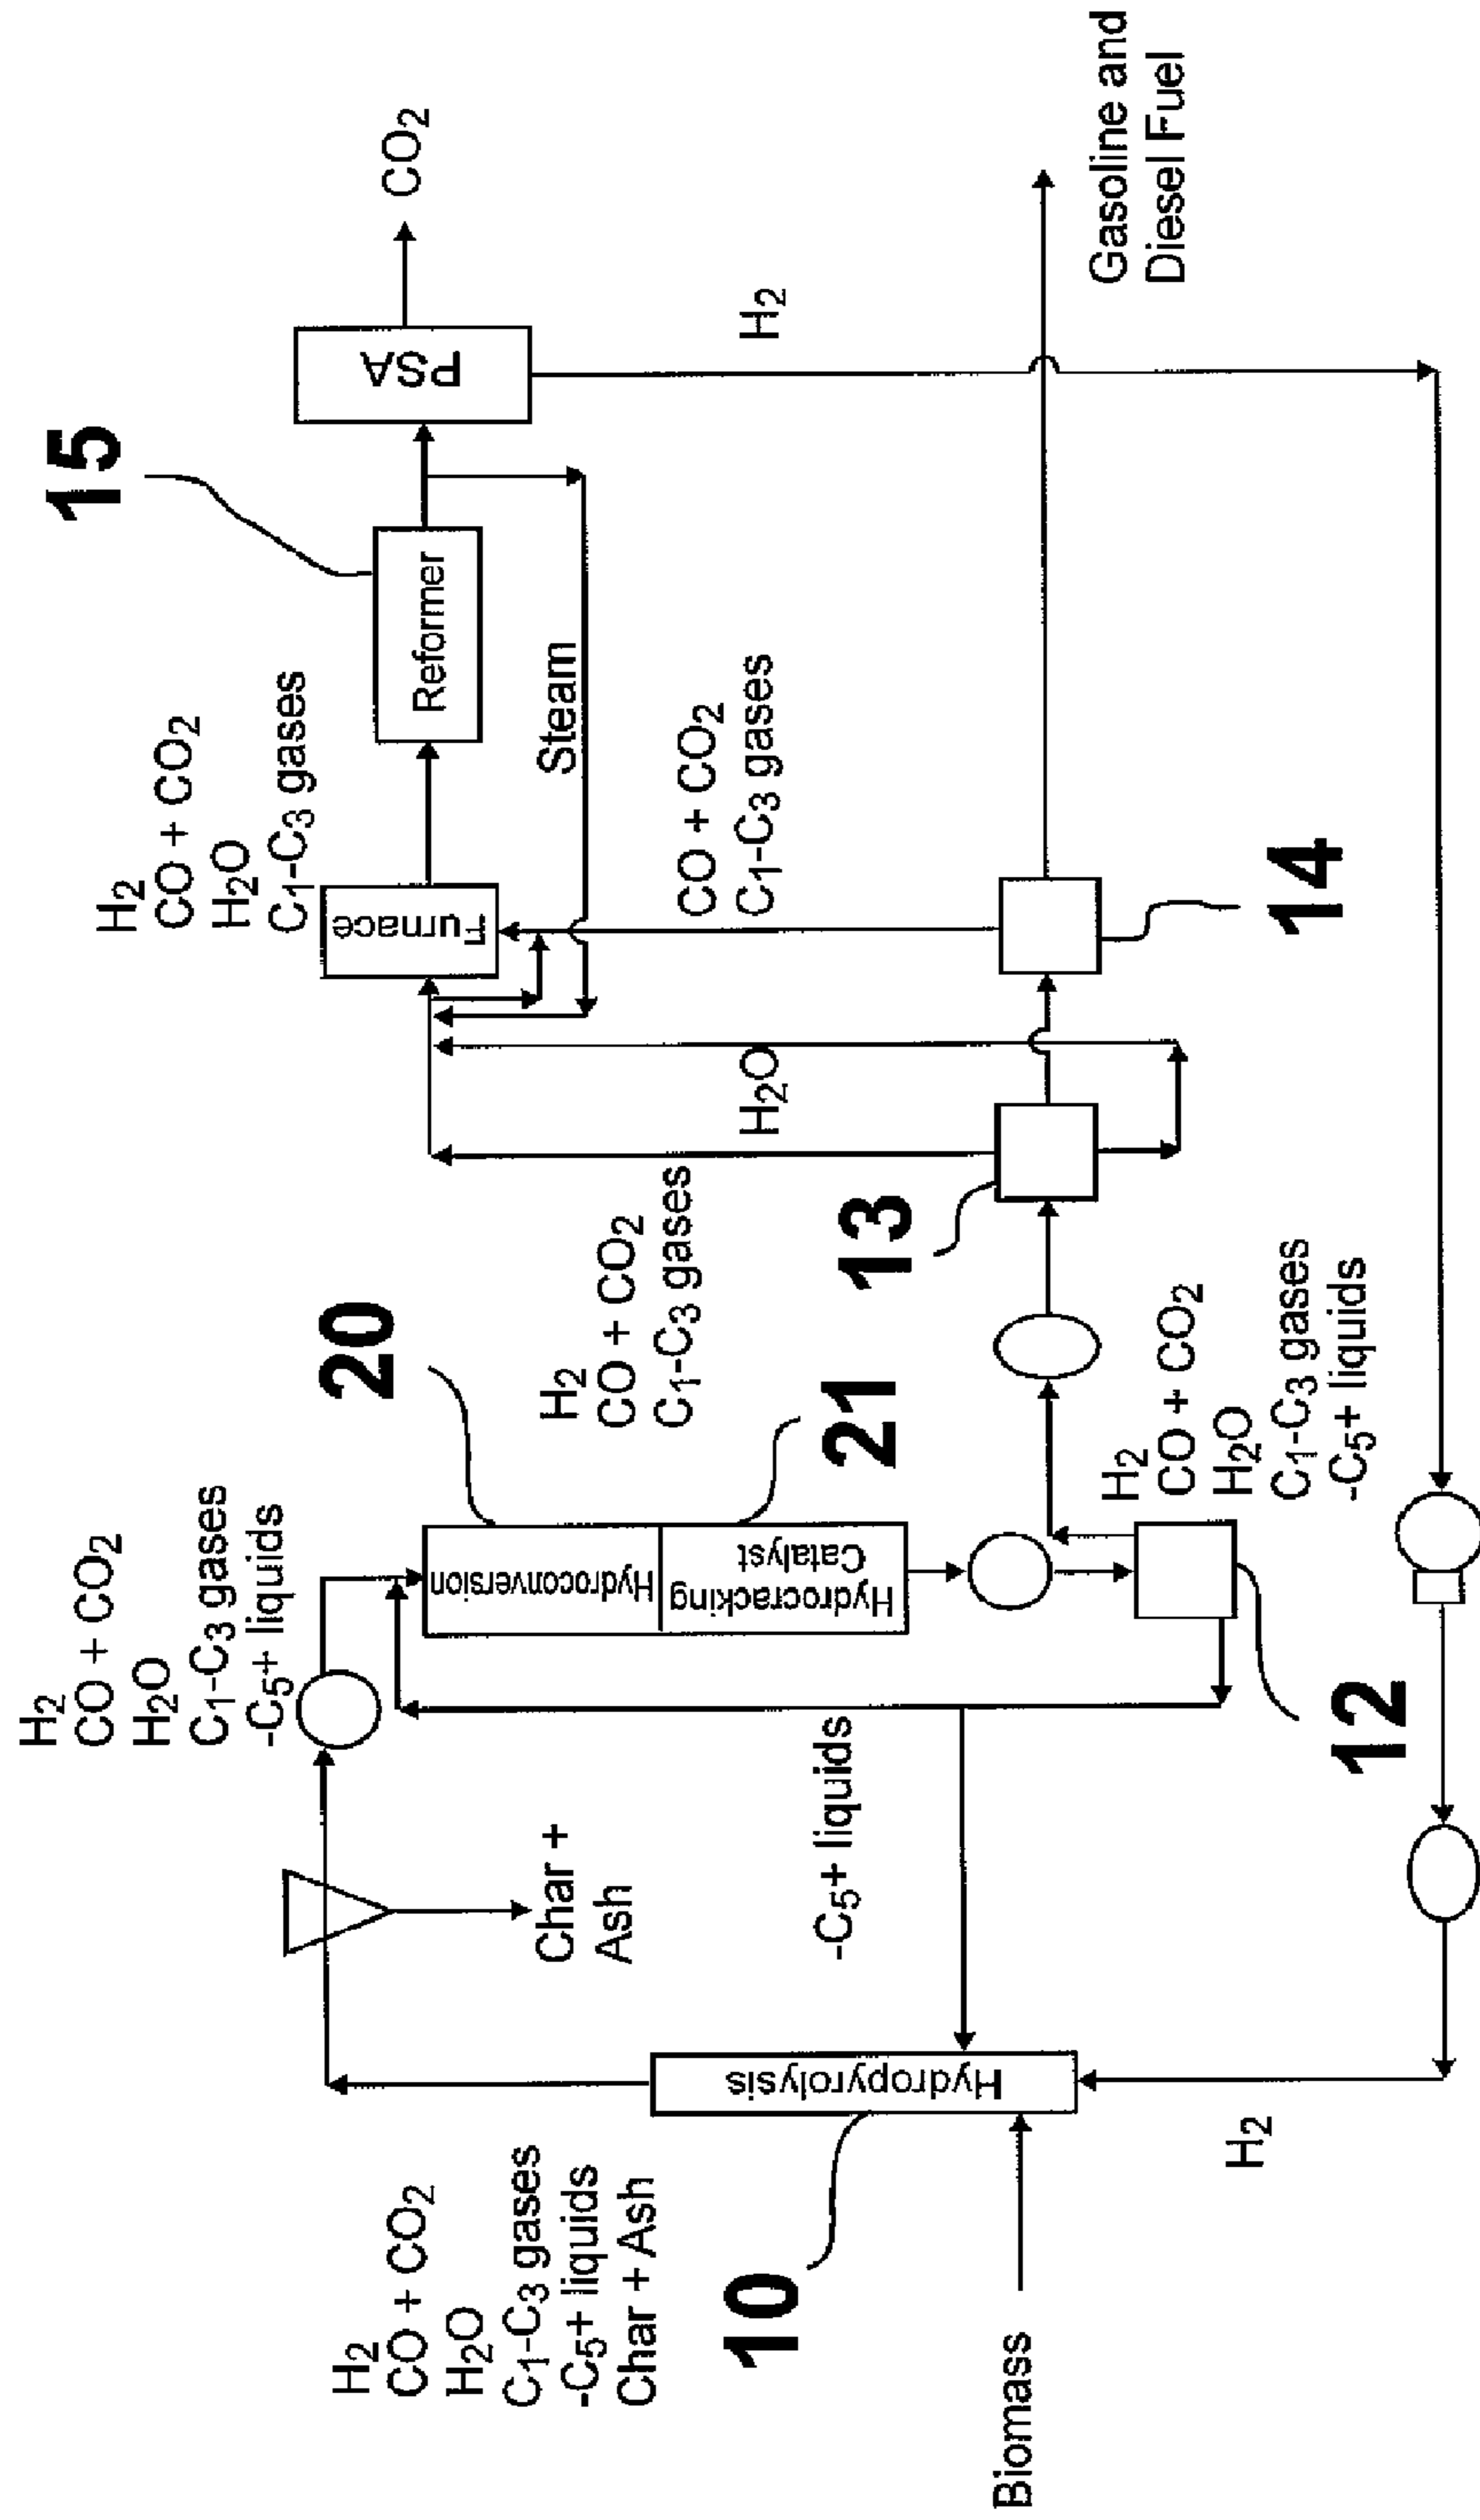 H2
CO + CO2
H2O
C1-C3 gases
-C5+ liquids
Char + Ash
10
Biomass
Hydropyrolysis
H2
Char +
Ash
H2
CO + CO2
H2O
C1-C3 gases
-C5+ liquids
-C5+ liquids
20
Hydroconversion
Hydrocracking
Catalyst
21
12
H2
CO + CO2
H2O
C1-C3 gases
-C5+ liquids
H2
CO + CO2
C1-C3 gases
13
H2O
H2
CO + CO2
H2O
C1-C3 gases
Furnace
Steam
CO + CO2
C1-C3 gases
14
15
Reformer
PSA
CO2
H2
Gasoline and
Diesel Fuel